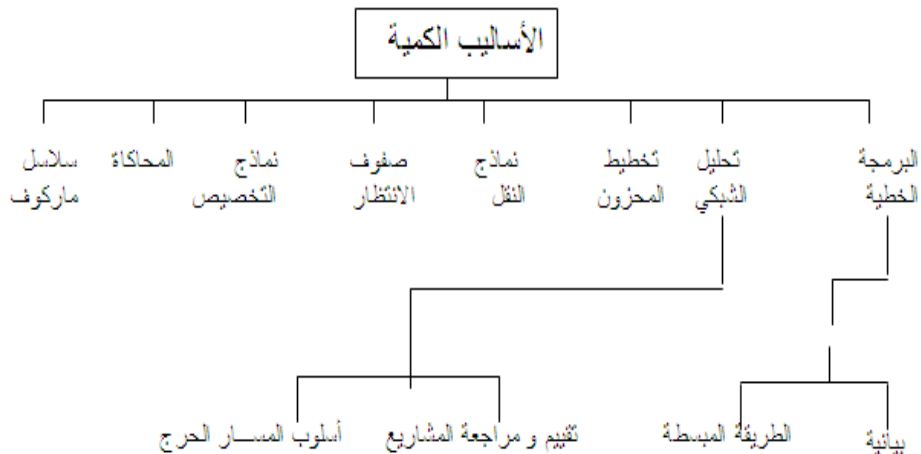 الأساليب الكمية
البرمجة
الخطية
تحليل
الشبكي
تخطيط
المحزون
نماذج
النقل
صفوف
الانتظار
نماذج
التخصيص
المحاكاة
سلاسل
ماركوف
بيانية
الطريقة المبسطة
تقييم و مراجعة المشاريع
أسلوب المســار الحرج